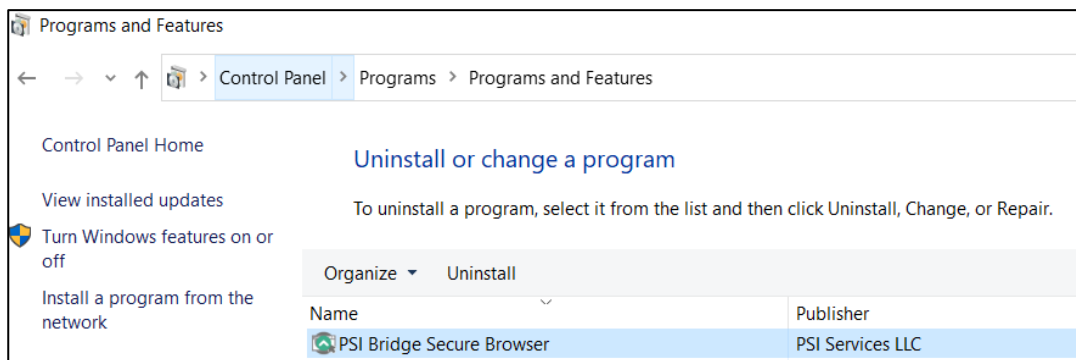 Programs and Features
Control Panel > Programs > Programs and Features
Control Panel Home
View installed updates
Turn Windows features on or
off
Install a program from the
network
Uninstall or change a program
To uninstall a program, select it from the list and then click Uninstall, Change, or Repair.
Organize Uninstall
Name Publisher
PSI Bridge Secure Browser PSI Services LLC